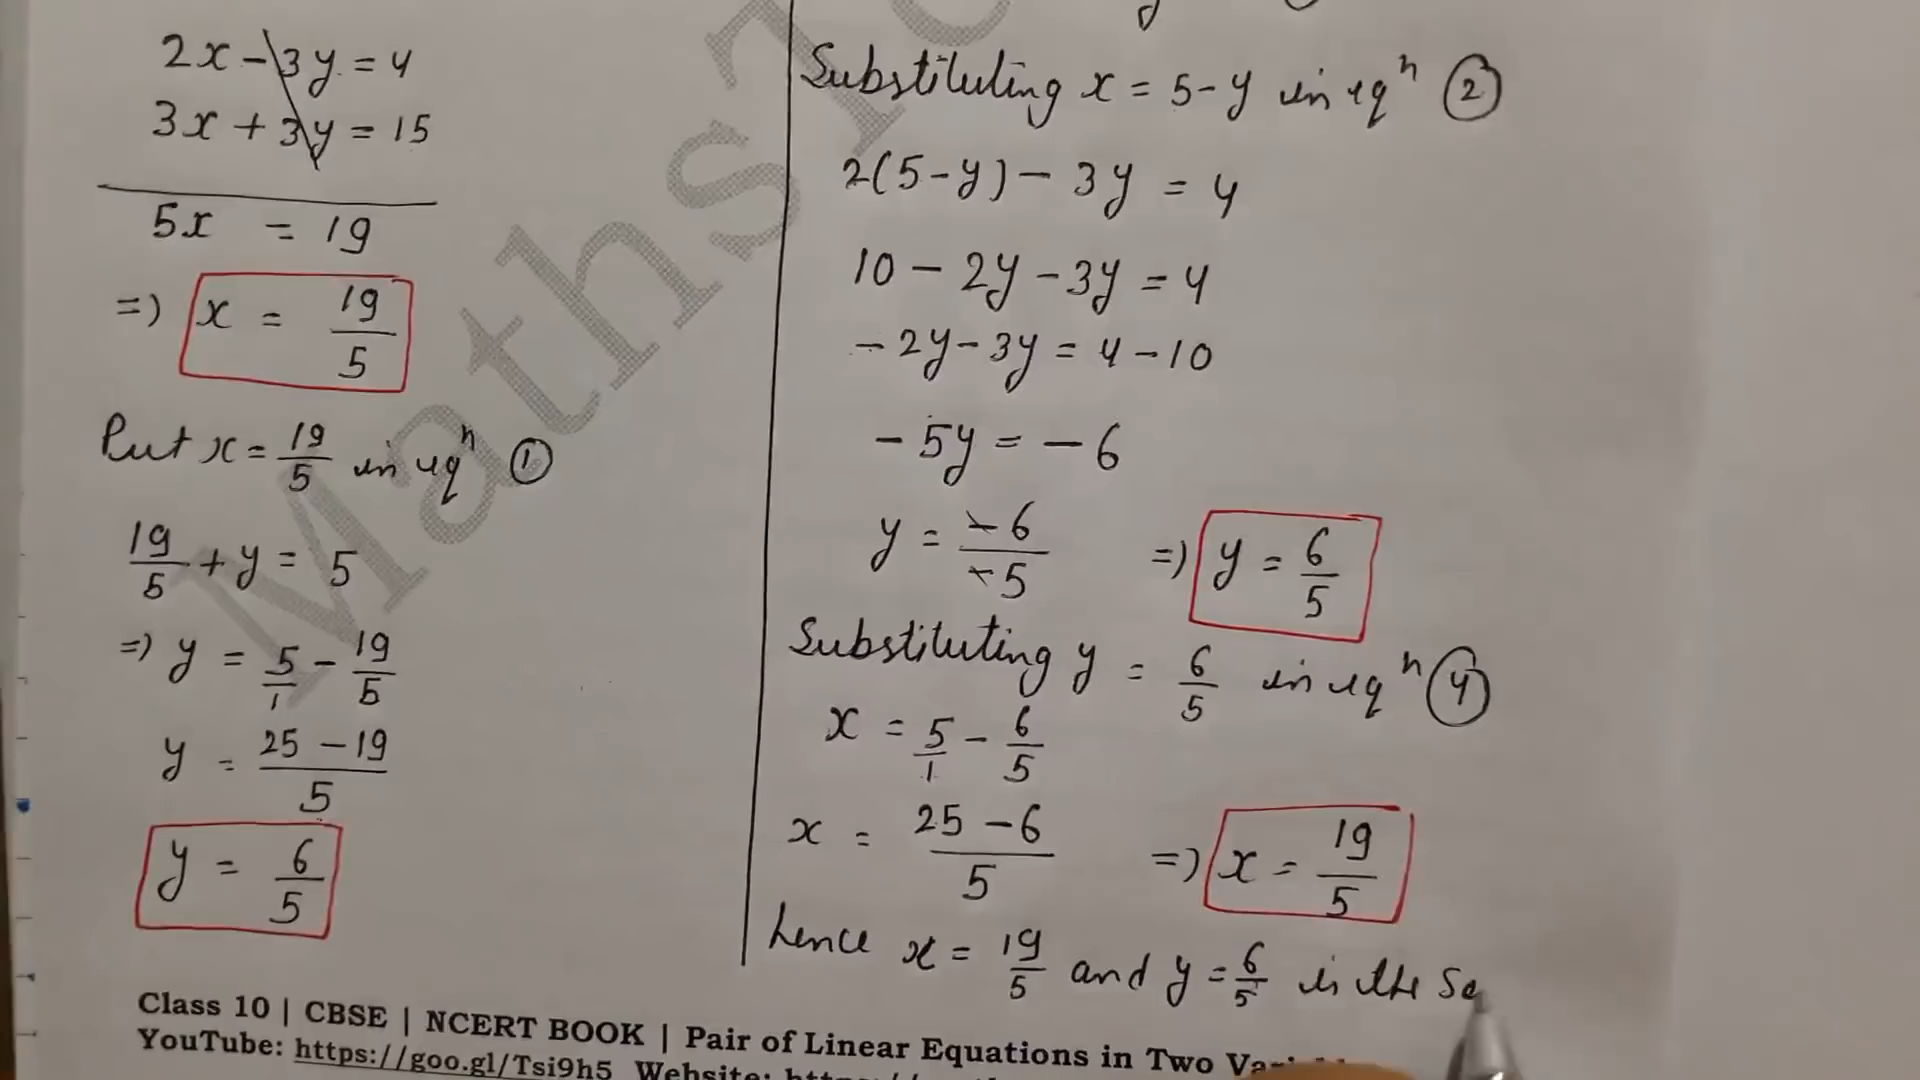 2x - 3y = 4
3x + 3y = 15
5x = 19
=) x = 19/5
Put x = 19/5 in eqⁿ ①
19/5 + y = 5
=) y = 5/1 - 19/5
y = 25 - 19 / 5
y = 6/5
Substituting x = 5 - y in eqⁿ ②
2(5 - y) - 3y = 4
10 - 2y - 3y = 4
- 2y - 3y = 4 - 10
- 5y = - 6
y = -6/-5 =) y = 6/5
Substituting y = 6/5 in eqⁿ ④
x = 5/1 - 6/5
x = 25 - 6 / 5 =) x = 19/5
hence x = 19/5 and y = 6/5 is the So
Class 10 | CBSE | NCERT BOOK | Pair of Linear Equations in Two
YouTube: https://goo.gl/Tsi9h5 Website:
Maths